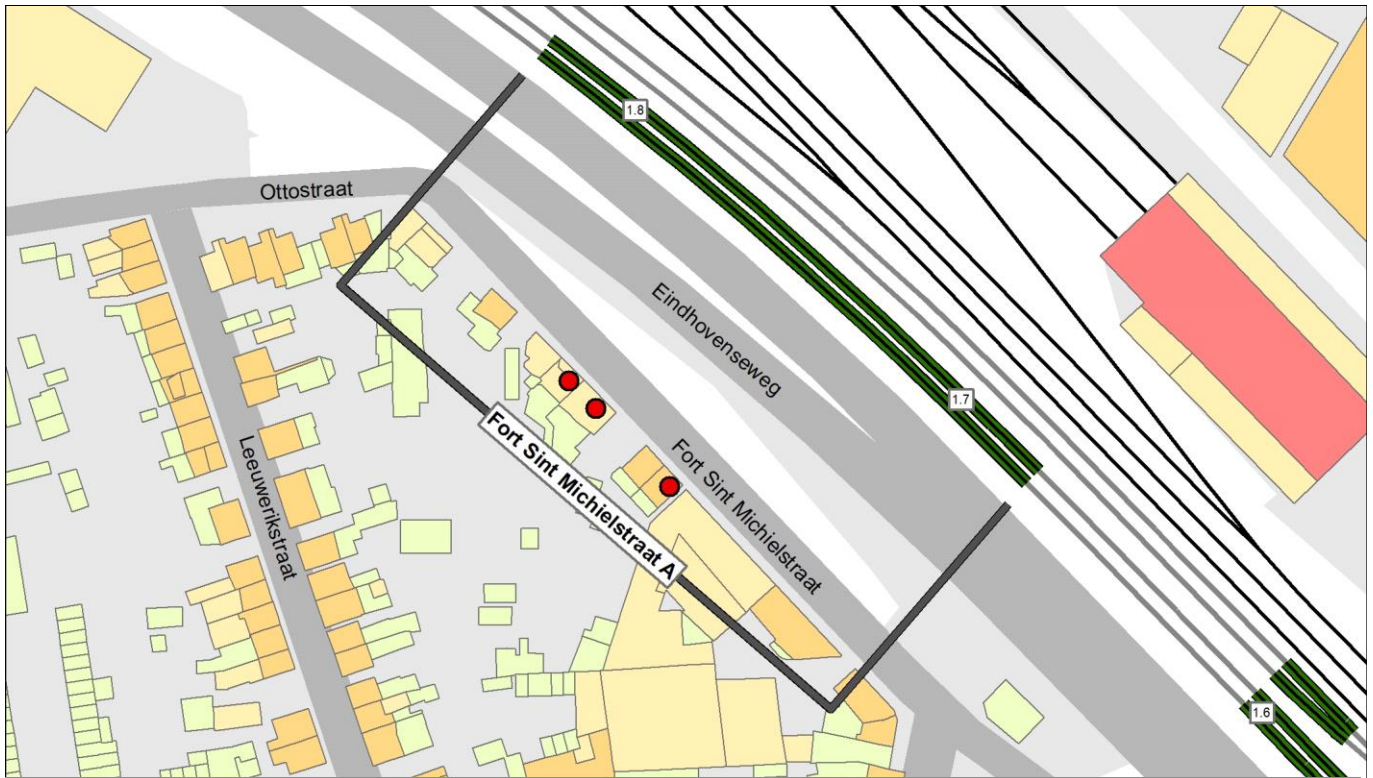 1.8
Ottostraat
Eindhovenseweg
1.7
Fort Sint Michielstraat A
Fort Sint Michielstraat
Leeuwerikstraat
1.6